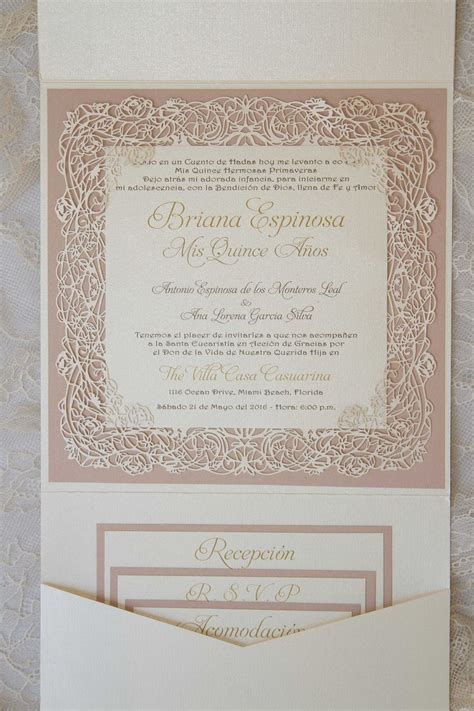 en un Cuento de Hadas hoy me levanto a
Mis Quince Hermosas Primaveras
Dejo atrás mi adorada infancia, para iniciarme en
mi adolescencia, con la Bendición de Dios, llena de Fe y Amor
Briana Espinosa
Mis Quince Años
Antonio Espinosa de los Monteros Leal
&
Ana Lorena Garcia Silva
Tenemos el placer de invitarles a que nos acompañen
a la Santa Eucaristía en Acción de Gracias por
el Don de la Vida de Nuestra Querida Hija en
The Villa Casa Casuarina
1116 Ocean Drive, Miami Beach, Florida
Sábado 21 de Mayo del 2016 - Hora: 6:00 p.m.
Recepción
R S V P
Acomodación